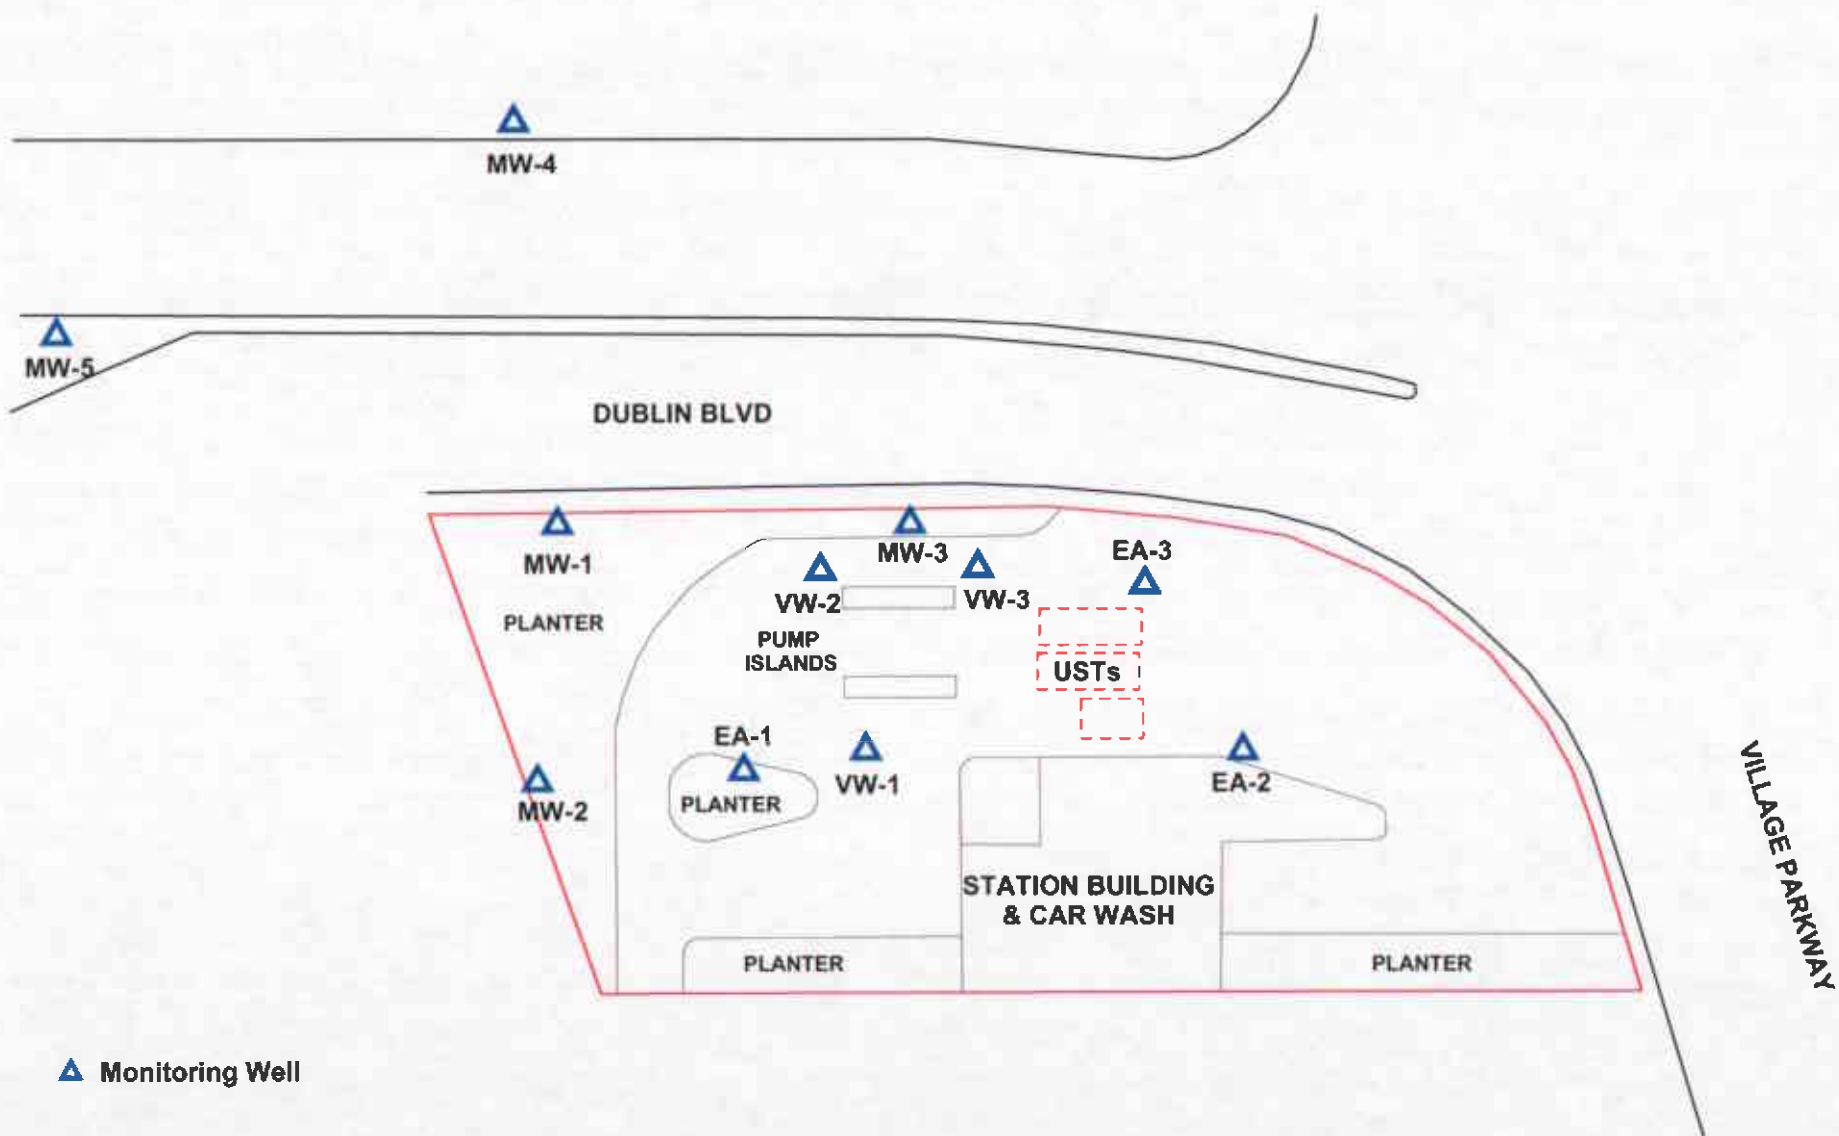 MW-4
MW-5
DUBLIN BLVD
MW-1
MW-3
EA-3
VW-2
VW-3
PLANTER
PUMP
ISLANDS
USTs
EA-1
MW-2
PLANTER
VW-1
EA-2
VILLAGE PARKWAY
STATION BUILDING
& CAR WASH
PLANTER
PLANTER
Monitoring Well